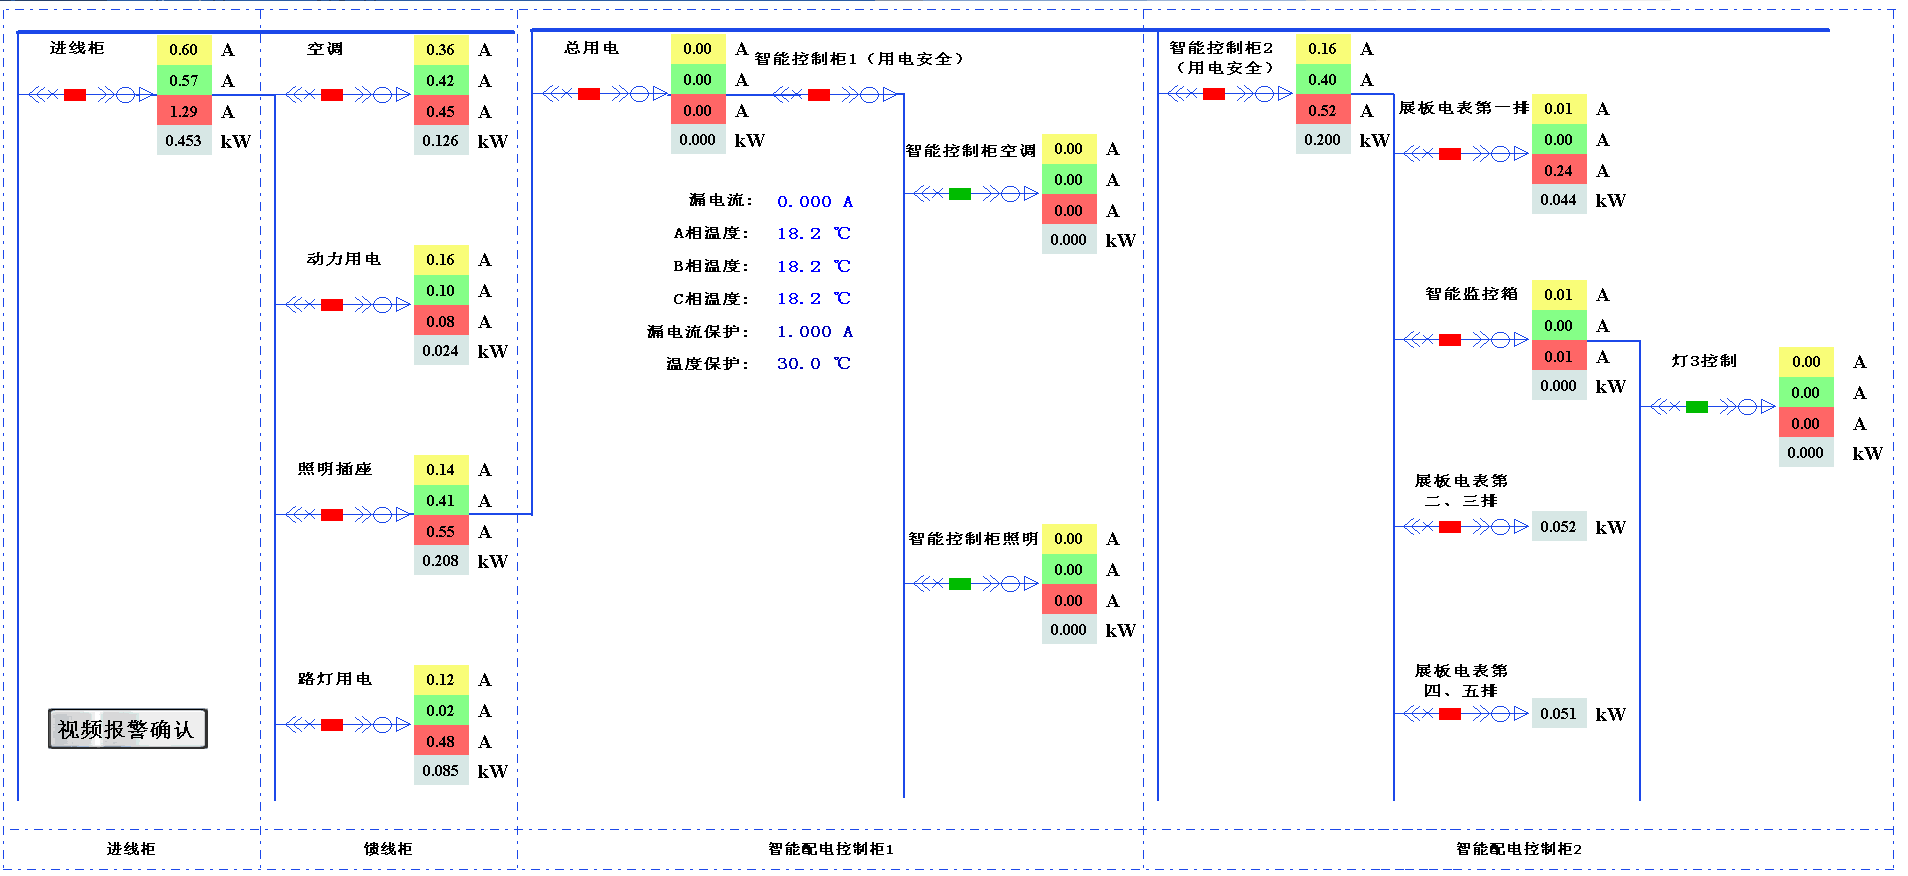 进线柜
0.60 A
0.57 A
1.29 A
0.453 kW
视频报警确认
空调
0.36 A
0.42 A
0.45 A
0.126 kW
动力用电
0.16 A
0.10 A
0.08 A
0.024 kW
照明插座
0.14 A
0.41 A
0.55 A
0.208 kW
路灯用电
0.12 A
0.02 A
0.48 A
0.085 kW
总用电
0.00 A
0.00 A
0.00 A
0.000 kW
智能控制柜1（用电安全）
漏电流： 0.000 A
A相温度： 18.2 ℃
B相温度： 18.2 ℃
C相温度： 18.2 ℃
漏电流保护： 1.000 A
温度保护： 30.0 ℃
智能控制柜空调
0.00 A
0.00 A
0.00 A
0.000 kW
智能控制柜照明
0.00 A
0.00 A
0.00 A
0.000 kW
智能控制柜2
（用电安全）
0.16 A
0.40 A
0.52 A
0.200 kW
展板电表第一排
0.01 A
0.00 A
0.24 A
0.044 kW
智能监控箱
0.01 A
0.00 A
0.01 A
0.000 kW
灯3控制
0.00 A
0.00 A
0.00 A
0.000 kW
展板电表第
二、三排
0.052 kW
展板电表第
四、五排
0.051 kW
进线柜
馈线柜
智能配电控制柜1
智能配电控制柜2